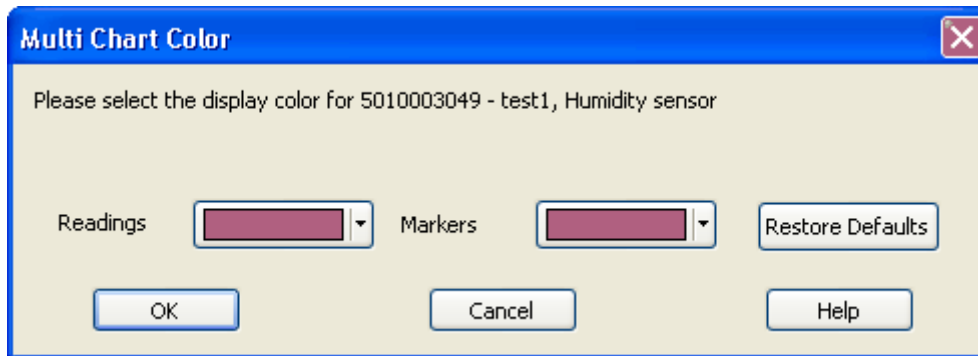 Multi Chart Color
Please select the display color for 5010003049 - test1, Humidity sensor
Readings Markers Restore Defaults
OK Cancel Help